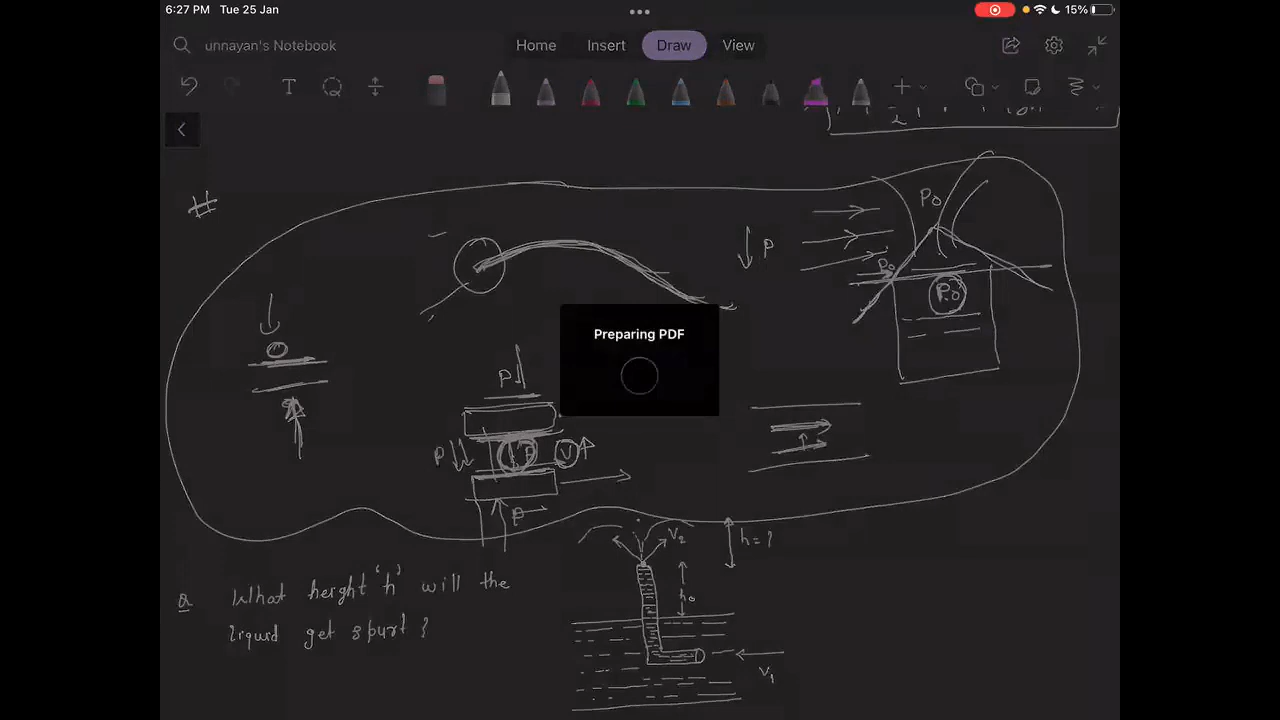 6:27 PM Tue 25 Jan
15%
unnayan's Notebook
Home Insert Draw View
#
P₀
P
P₀
P₀
Preparing PDF
P
P
P
V
P
V₂
h=?
h₀
V₁
Q What height 'h' will the
liquid get spurt ?